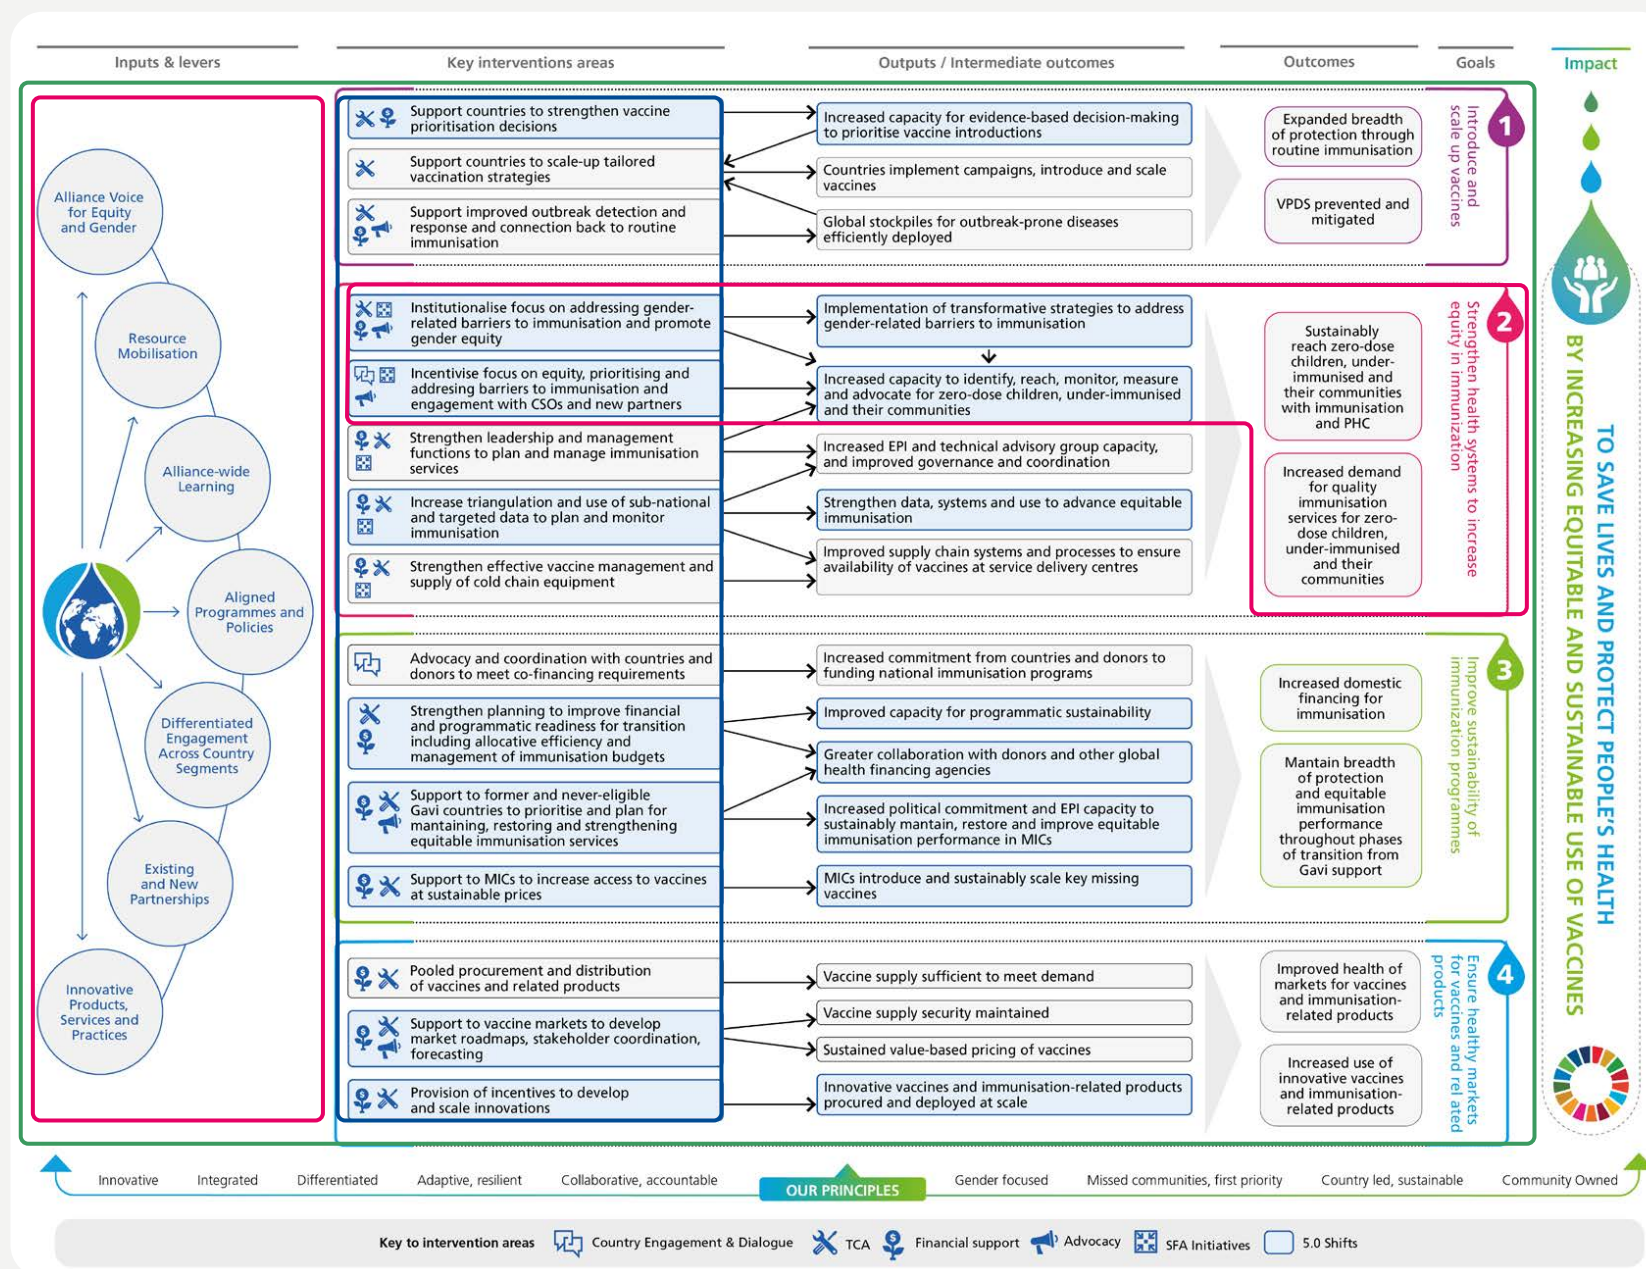 Inputs & levers
Key interventions areas
Outputs / Intermediate outcomes
Outcomes
Goals
Impact
Alliance Voice
for Equity
and Gender
Resource
Mobilisation
Alliance-wide
Learning
Aligned
Programmes and
Policies
Differentiated
Engagement
Across Country
Segments
Existing
and New
Partnerships
Innovative
Products,
Services and
Practices
Support countries to strengthen vaccine
prioritisation decisions
Support countries to scale-up tailored
vaccination strategies
Support improved outbreak detection and
response and connection back to routine
immunisation
Increased capacity for evidence-based decision-making
to prioritise vaccine introductions
Countries implement campaigns, introduce and scale
vaccines
Global stockpiles for outbreak-prone diseases
efficiently deployed
Expanded breadth
of protection through
routine immunisation
VPDS prevented and
mitigated
1
Introduce and
scale up vaccines
Institutionalise focus on addressing gender-
related barriers to immunisation and promote
gender equity
Incentivise focus on equity, prioritising and
addresing barriers to immunisation and
engagement with CSOs and new partners
Strengthen leadership and management
functions to plan and manage immunisation
services
Increase triangulation and use of sub-national
and targeted data to plan and monitor
immunisation
Strengthen effective vaccine management and
supply of cold chain equipment
Implementation of transformative strategies to address
gender-related barriers to immunisation
Increased capacity to identify, reach, monitor, measure
and advocate for zero-dose children, under-immunised
and their communities
Increased EPI and technical advisory group capacity,
and improved governance and coordination
Strengthen data, systems and use to advance equitable
immunisation
Improved supply chain systems and processes to ensure
availability of vaccines at service delivery centres
Sustainably
reach zero-dose
children, under-
immunised and
their communities
with immunisation
and PHC
Increased demand
for quality
immunisation
services for zero-
dose children,
under-immunised
and their
communities
2
Strengthen health systems to increase
equity in immunization
Advocacy and coordination with countries and
donors to meet co-financing requirements
Strengthen planning to improve financial
and programmatic readiness for transition
including allocative efficiency and
management of immunisation budgets
Support to former and never-eligible
Gavi countries to prioritise and plan for
mantaining, restoring and strengthening
equitable immunisation services
Support to MICs to increase access to vaccines
at sustainable prices
Increased commitment from countries and donors to
funding national immunisation programs
Improved capacity for programmatic sustainability
Greater collaboration with donors and other global
health financing agencies
Increased political commitment and EPI capacity to
sustainably mantain, restore and improve equitable
immunisation performance in MICs
MICs introduce and sustainably scale key missing
vaccines
Increased domestic
financing for
immunisation
Mantain breadth
of protection
and equitable
immunisation
performance
throughout phases
of transition from
Gavi support
3
Improve sustainability of
immunization programmes
Pooled procurement and distribution
of vaccines and related products
Support to vaccine markets to develop
market roadmaps, stakeholder coordination,
forecasting
Provision of incentives to develop
and scale innovations
Vaccine supply sufficient to meet demand
Vaccine supply security maintained
Sustained value-based pricing of vaccines
Innovative vaccines and immunisation-related products
procured and deployed at scale
Improved health of
markets for vaccines
and immunisation-
related products
Increased use of
innovative vaccines
and immunisation-
related products
4
Ensure healthy markets
for vaccines and rel ated
products
TO SAVE LIVES AND PROTECT PEOPLE'S HEALTH
BY INCREASING EQUITABLE AND SUSTAINABLE USE OF VACCINES
Innovative
Integrated
Differentiated
Adaptive, resilient
Collaborative, accountable
OUR PRINCIPLES
Gender focused
Missed communities, first priority
Country led, sustainable
Community Owned
Key to intervention areas
Country Engagement & Dialogue
TCA
Financial support
Advocacy
SFA Initiatives
5.0 Shifts